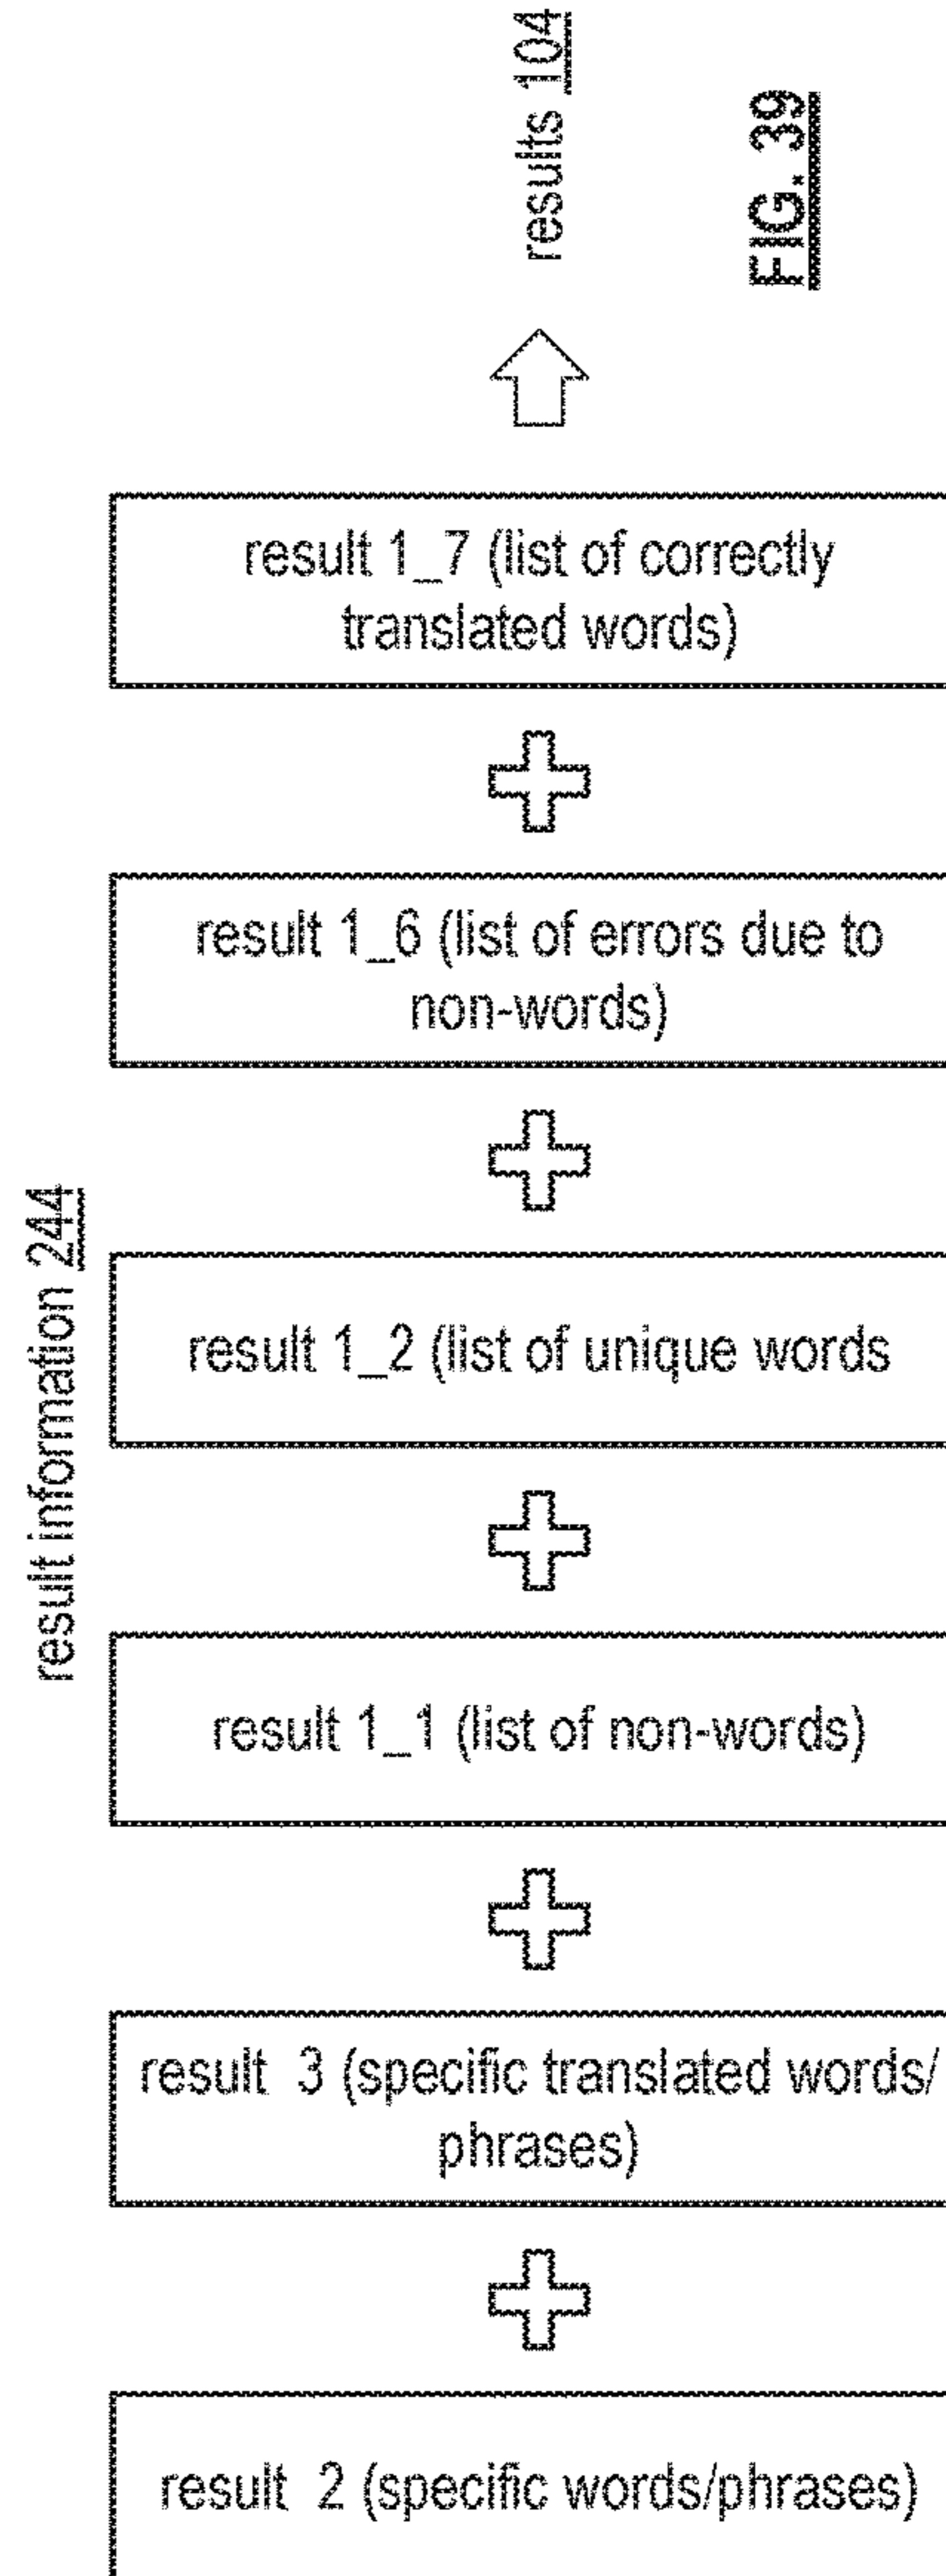 results 104
FIG. 39
result 1_7 (list of correctly
translated words)
result 1_6 (list of errors due to
non-words)
result information 244
result 1_2 (list of unique words
result 1_1 (list of non-words)
result 3 (specific translated words/
phrases)
result 2 (specific words/phrases)